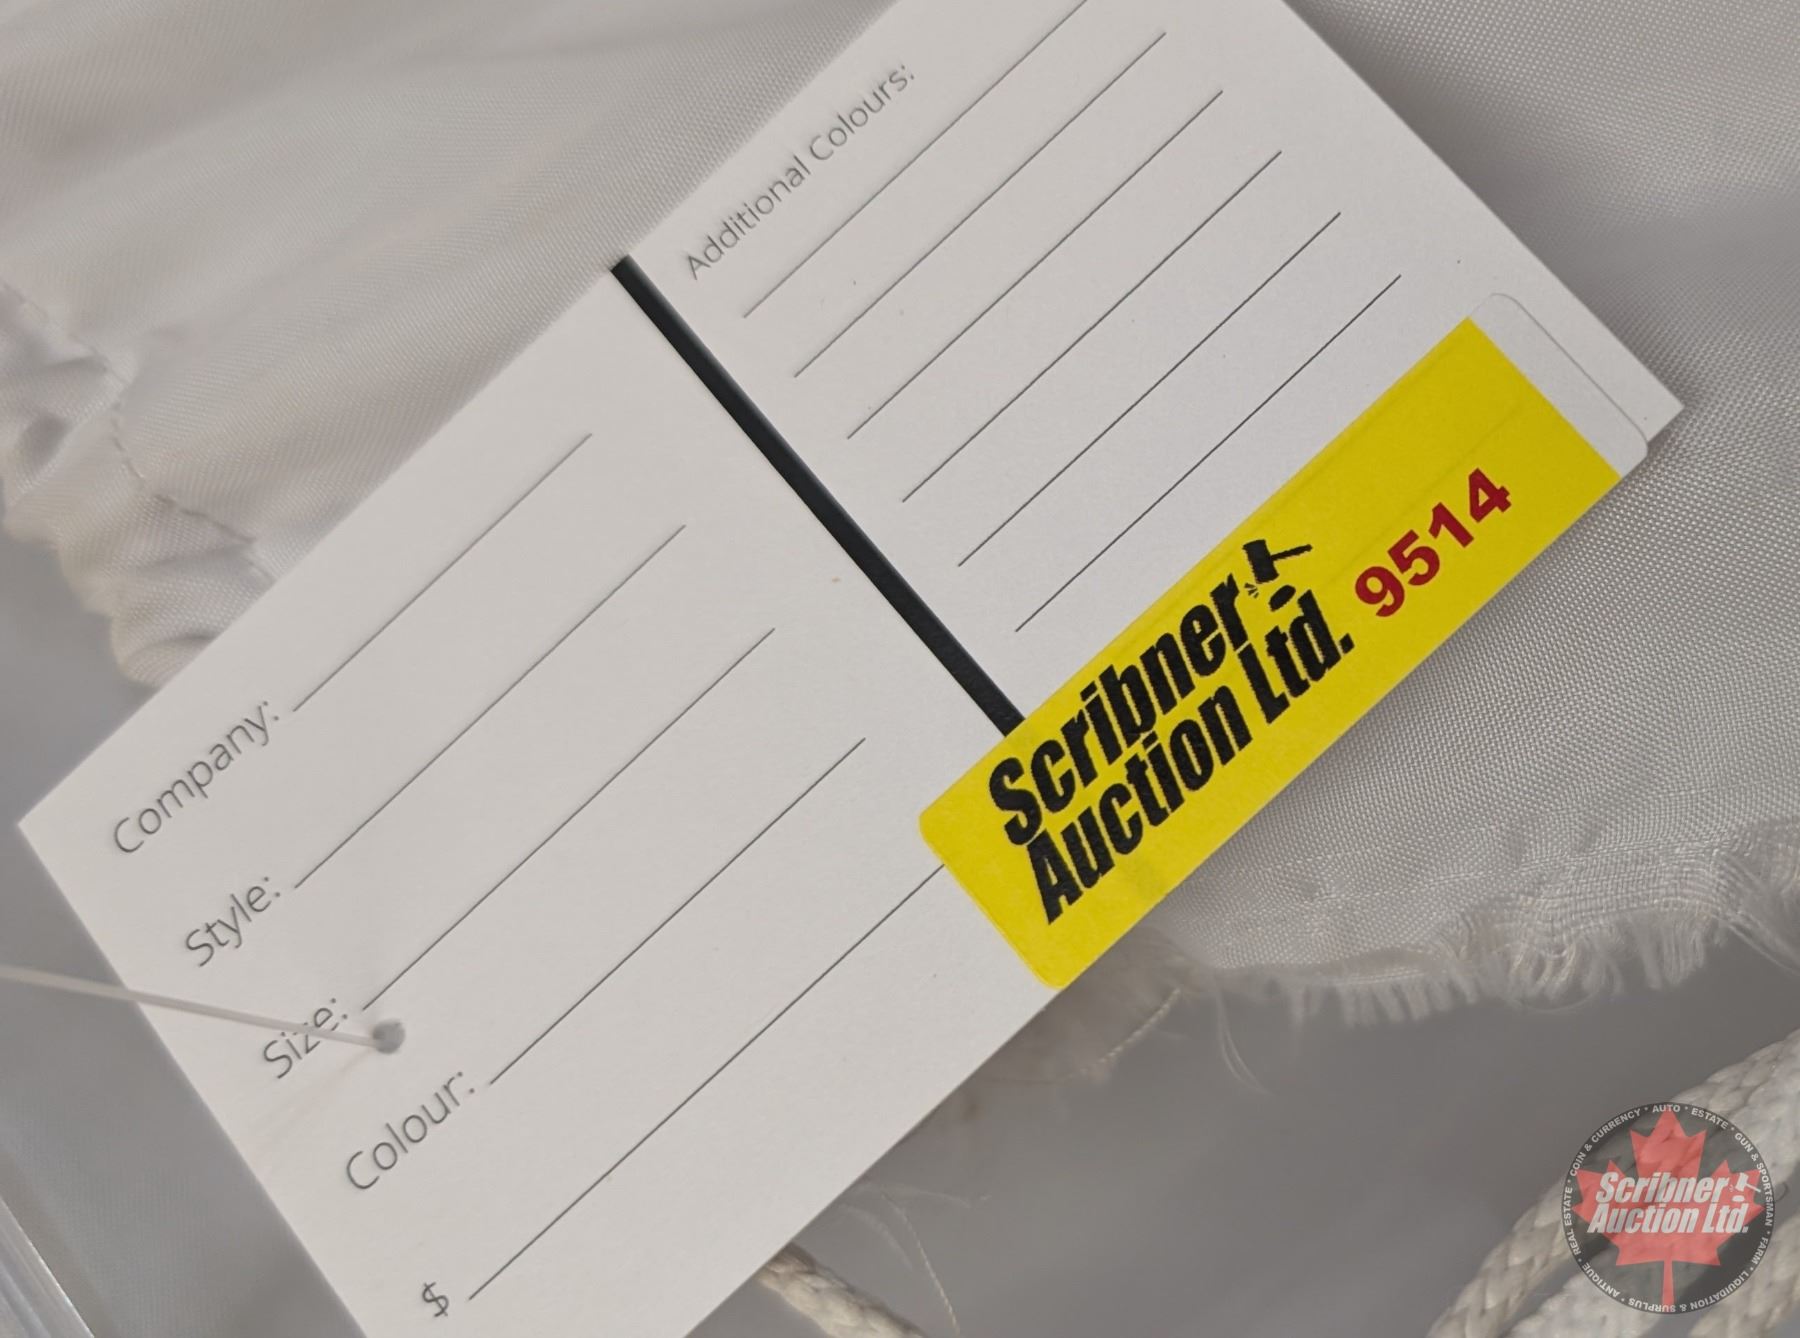 Additional Colours:
Company:
Style:
Size:
Colour:
$
Scribner
Auction Ltd.
9514
Scribner
Auction Ltd.
REAL ESTATE * COIN & CURRENCY * AUTO * ESTATE * GUN & SPORTSMAN * FARM * LIQUIDATION & SURPLUS * ANTIQUE *